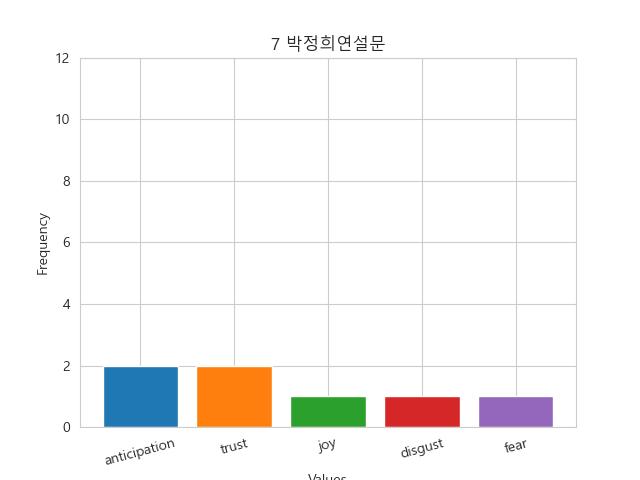 7 박정희연설문
12
10
8
6
4
2
0
Frequency
anticipation
trust
joy
disgust
fear
Values